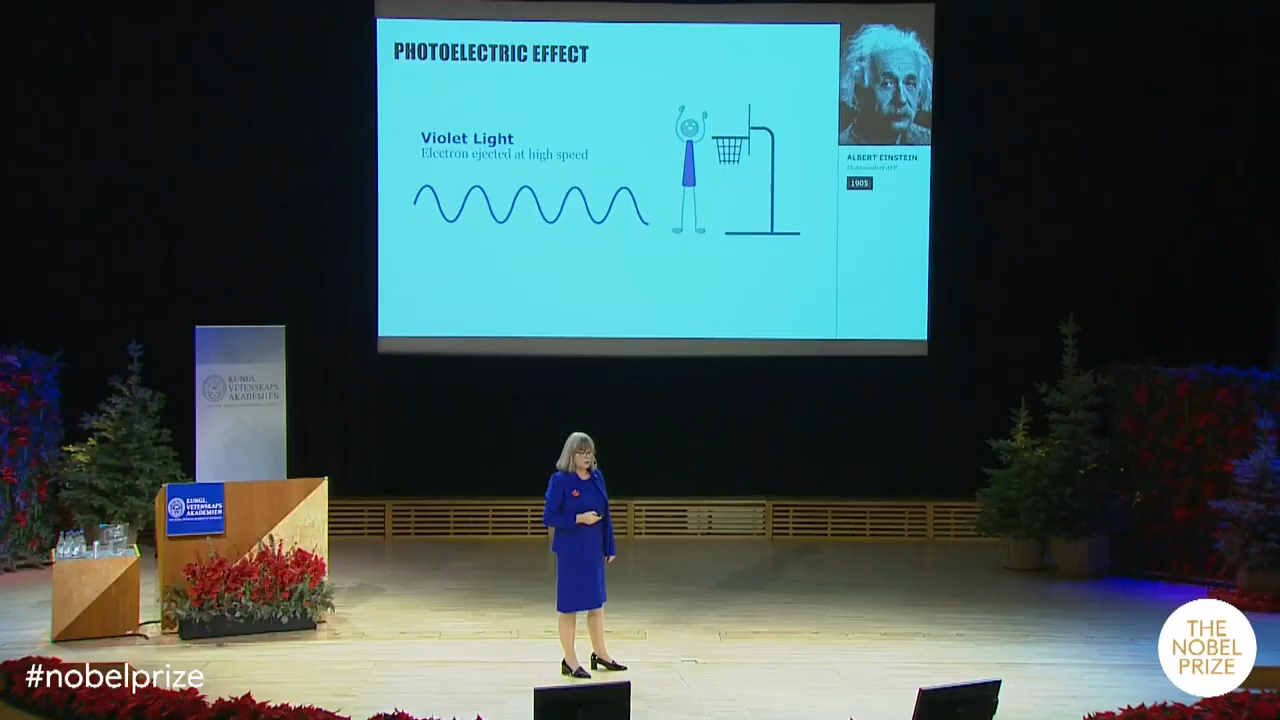 PHOTOELECTRIC EFFECT
Violet Light
Electron ejected at high speed
ALBERT EINSTEIN
1905
KUNGL.
VETENSKAPS
AKADEMIEN
KUNGL.
VETENSKAPS
AKADEMIEN
#nobelprize
THE
NOBEL
PRIZE